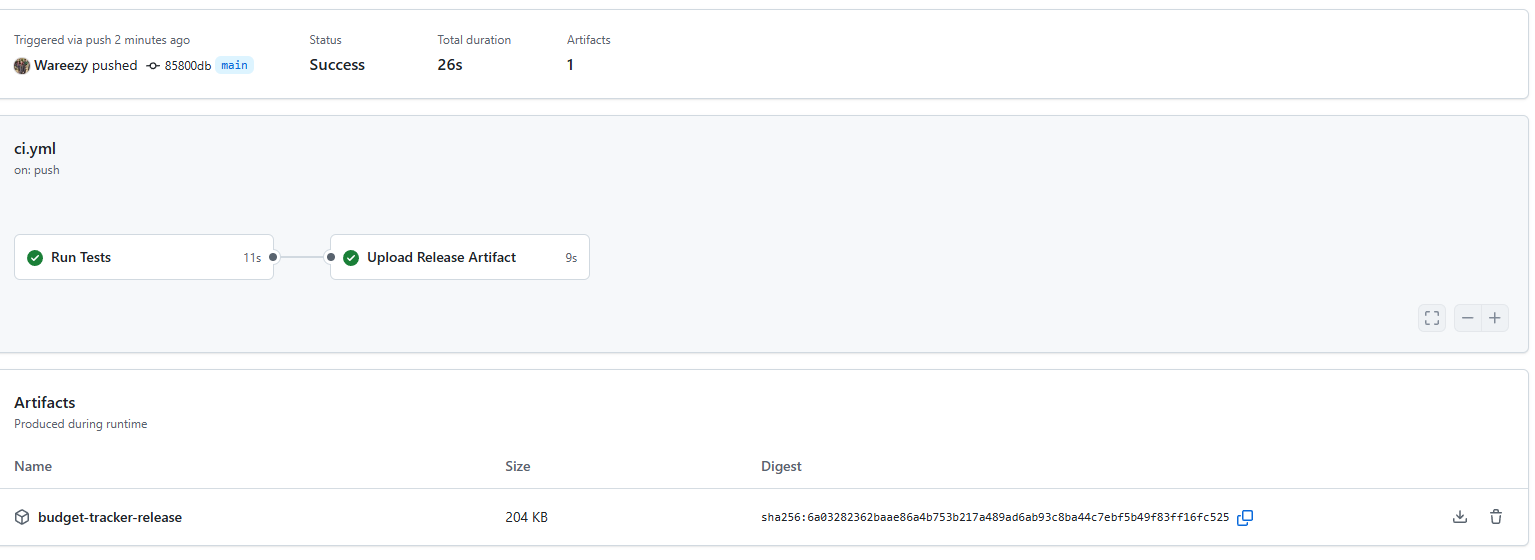 Triggered via push 2 minutes ago
Status
Total duration
Artifacts
Wareezy pushed 85800db main
Success
26s
1
ci.yml
on: push
Run Tests 11s
Upload Release Artifact 9s
Artifacts
Produced during runtime
Name Size Digest
budget-tracker-release 204 KB sha256:6a03282362baae86a4b753b217a489ad6ab93c8ba44c7ebf5b49f83ff16fc525